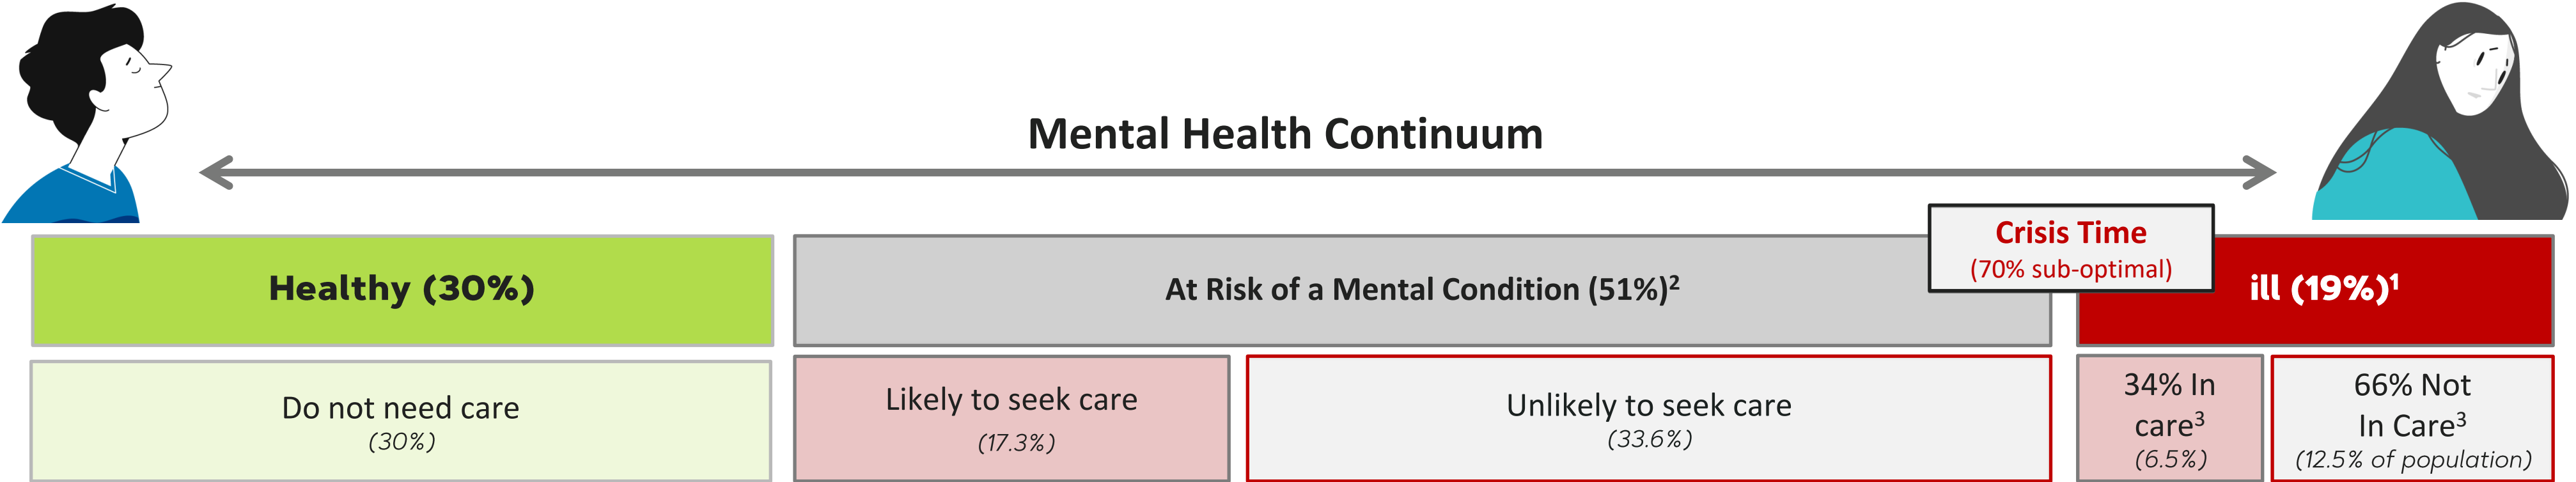 Mental Health Continuum
Crisis Time
(70% sub-optimal)
Healthy (30%)
At Risk of a Mental Condition (51%)²
ill (19%)¹
Do not need care
(30%)
Likely to seek care
(17.3%)
Unlikely to seek care
(33.6%)
34% In
care³
(6.5%)
66% Not
In Care³
(12.5% of population)